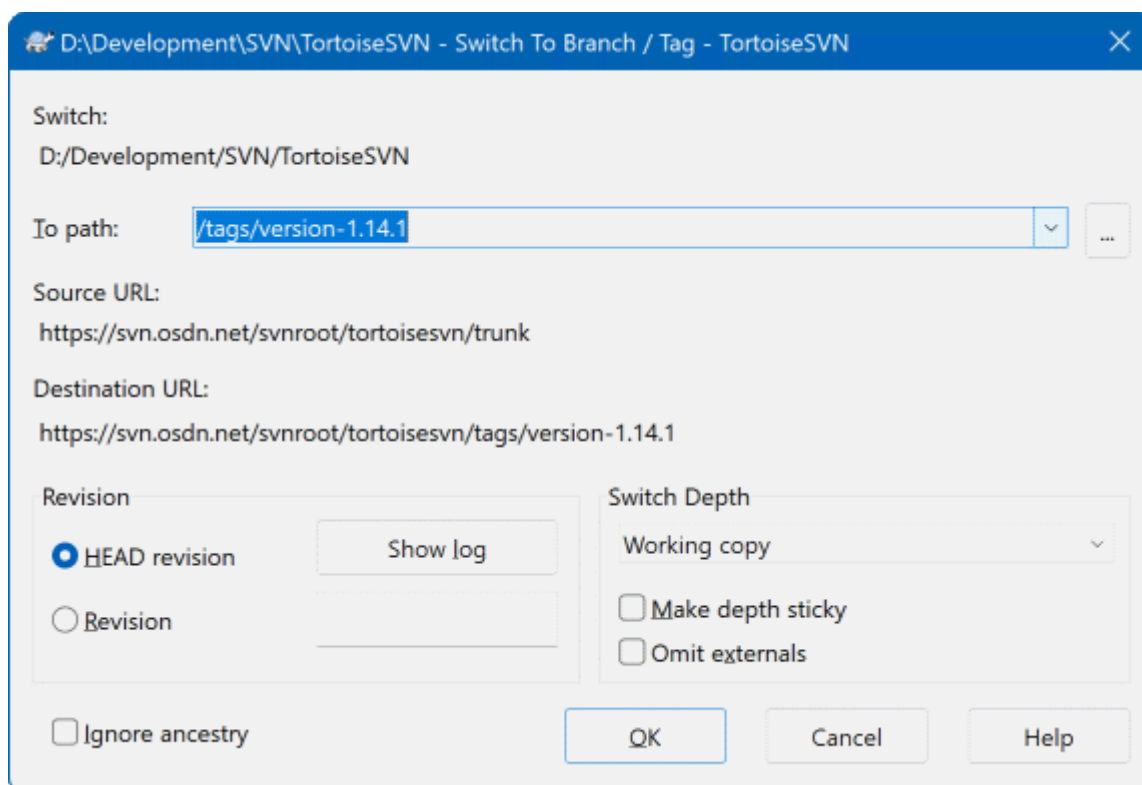 D:\Development\SVN\TortoiseSVN - Switch To Branch / Tag - TortoiseSVN
Switch:
D:/Development/SVN/TortoiseSVN
To path:
/tags/version-1.14.1
...
Source URL:
https://svn.osdn.net/svnroot/tortoisesvn/trunk
Destination URL:
https://svn.osdn.net/svnroot/tortoisesvn/tags/version-1.14.1
Revision
HEAD revision
Show log
Revision
Switch Depth
Working copy
Make depth sticky
Omit externals
Ignore ancestry
OK
Cancel
Help